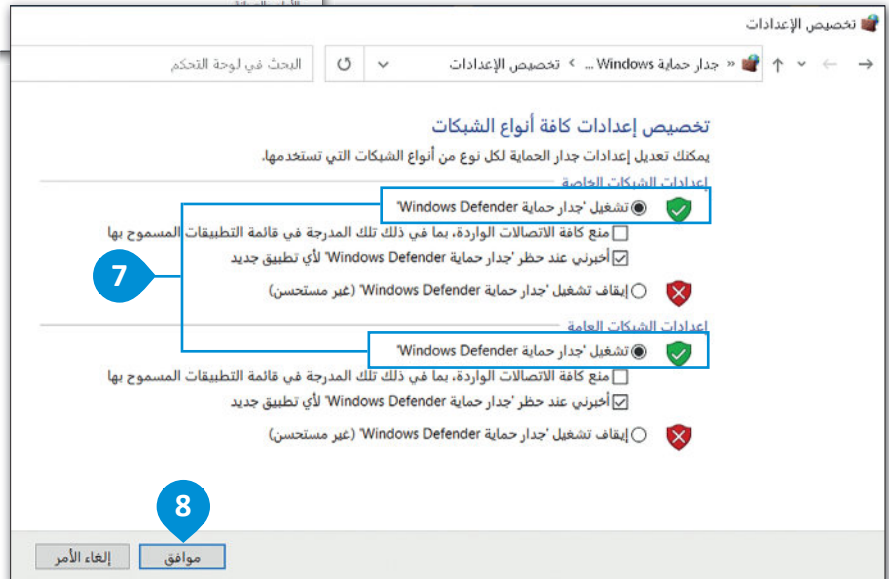 تخصيص الإعدادات
« جدار حماية Windows ... › تخصيص الإعدادات
البحث في لوحة التحكم
تخصيص إعدادات كافة أنواع الشبكات
يمكنك تعديل إعدادات جدار الحماية لكل نوع من أنواع الشبكات التي تستخدمها.
إعدادات الشبكات الخاصة
تشغيل 'جدار حماية Windows Defender'
منع كافة الاتصالات الواردة، بما في ذلك تلك المدرجة في قائمة التطبيقات المسموح بها
أخبرني عند حظر 'جدار حماية Windows Defender' لأي تطبيق جديد
7
إيقاف تشغيل 'جدار حماية Windows Defender' (غير مستحسن)
إعدادات الشبكات العامة
تشغيل 'جدار حماية Windows Defender'
منع كافة الاتصالات الواردة، بما في ذلك تلك المدرجة في قائمة التطبيقات المسموح بها
أخبرني عند حظر 'جدار حماية Windows Defender' لأي تطبيق جديد
إيقاف تشغيل 'جدار حماية Windows Defender' (غير مستحسن)
8
موافق
إلغاء الأمر